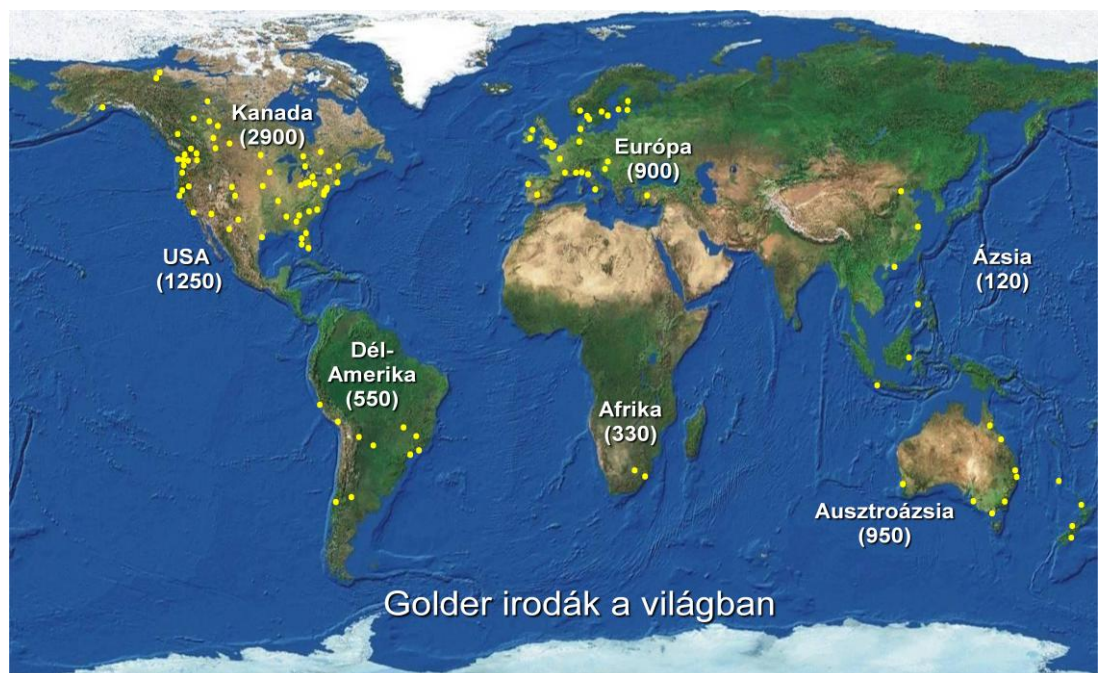 Kanada
(2900)
Európa
(900)
USA
(1250)
Ázsia
(120)
Dél-
Amerika
(550)
Afrika
(330)
Ausztroázsia
(950)
Golder irodák a világban